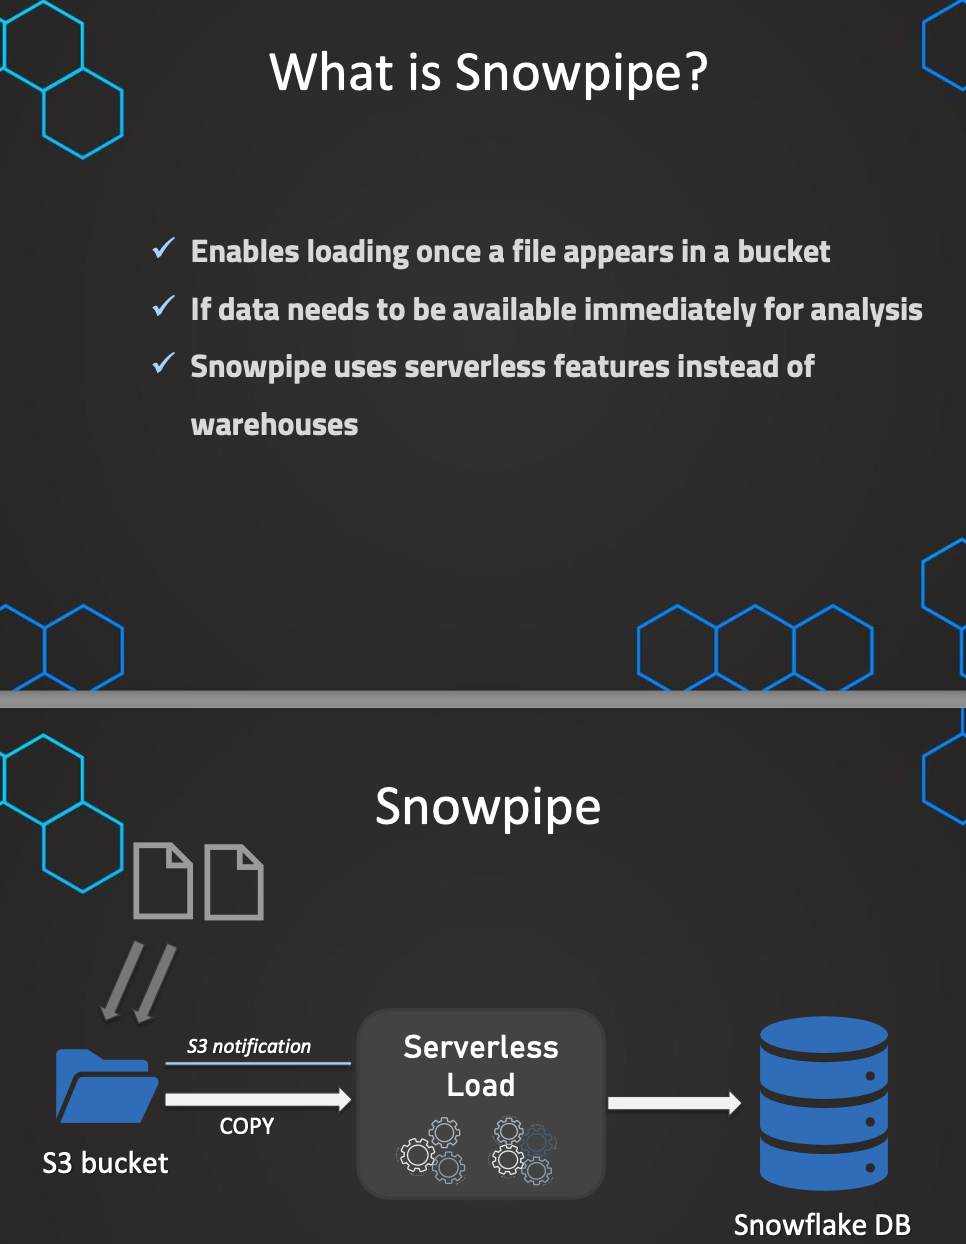 What is Snowpipe?
Enables loading once a file appears in a bucket
If data needs to be available immediately for analysis
Snowpipe uses serverless features instead of
warehouses
Snowpipe
S3 notification
COPY
S3 bucket
Serverless
Load
Snowflake DB